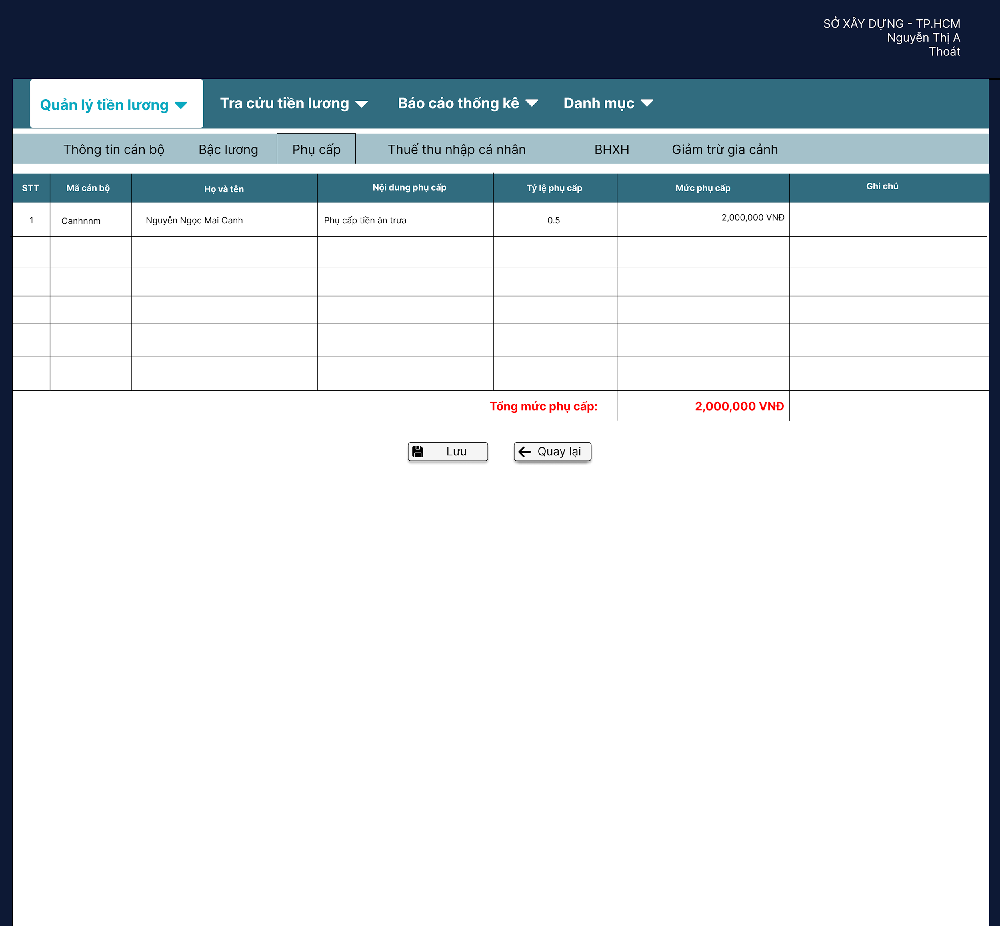 SỞ XÂY DỰNG - TP.HCM
Nguyễn Thị A
Thoát
Quản lý tiền lương Tra cứu tiền lương Báo cáo thống kê Danh mục
Thông tin cán bộ Bậc lương Phụ cấp Thuế thu nhập cá nhân BHXH Giảm trừ gia cảnh
STT Mã cán bộ Họ và tên Nội dung phụ cấp Tỷ lệ phụ cấp Mức phụ cấp Ghi chú
1 Oanhnnm Nguyễn Ngọc Mai Oanh Phụ cấp tiền ăn trưa 0.5 2,000,000 VNĐ
Tổng mức phụ cấp: 2,000,000 VNĐ
Lưu Quay lại